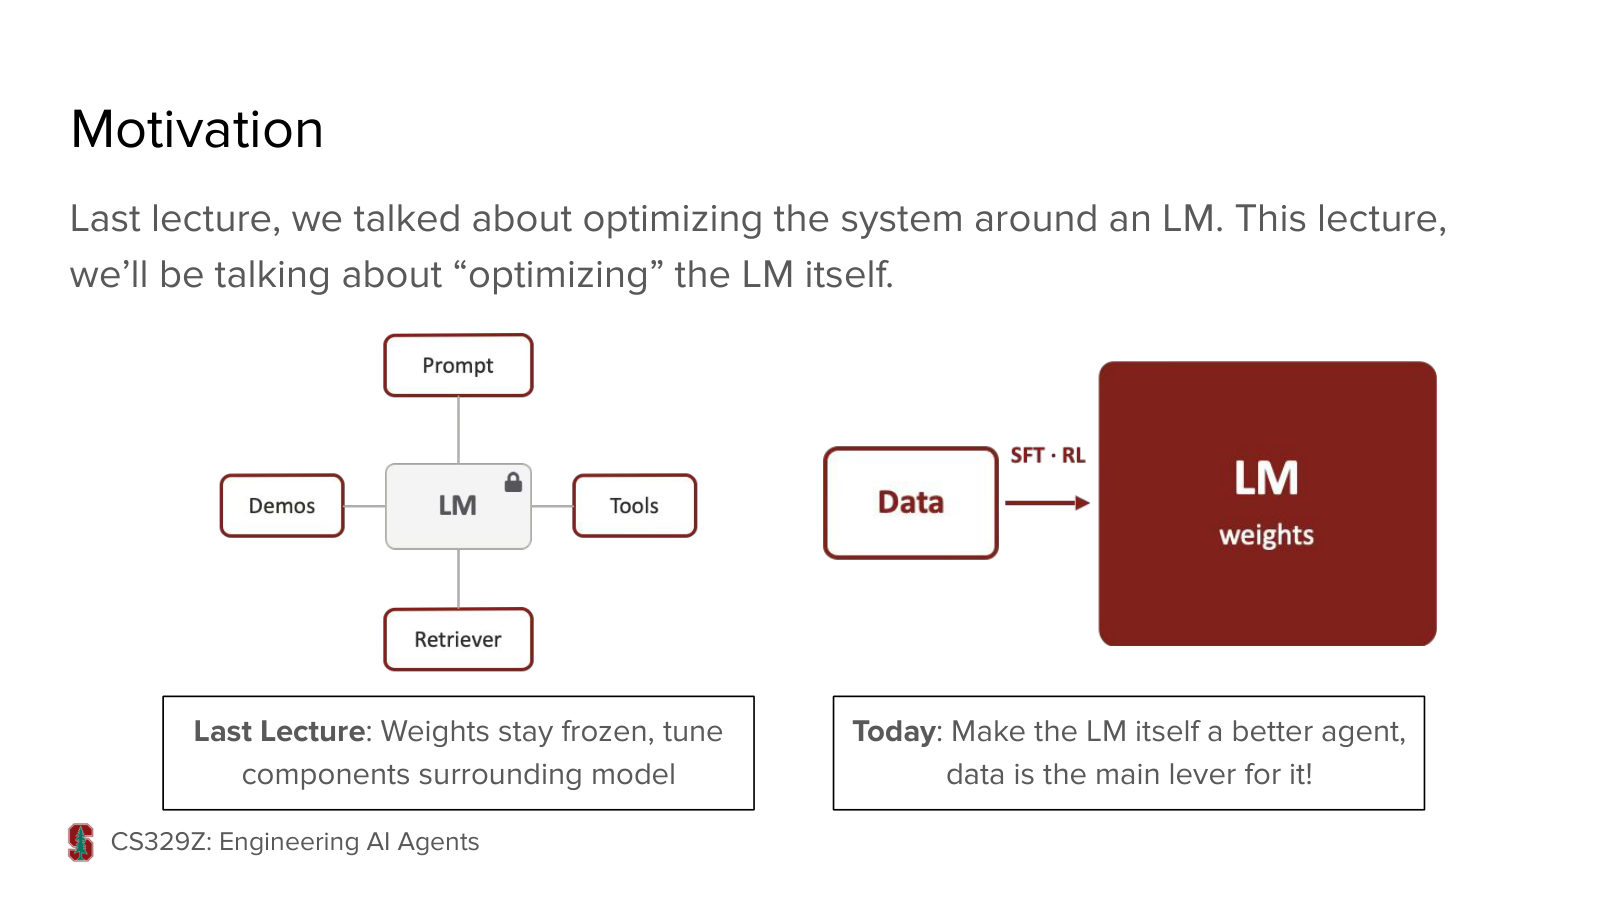 Motivation
Last lecture, we talked about optimizing the system around an LM. This lecture,
we’ll be talking about “optimizing” the LM itself.
Prompt
Demos
LM
Tools
Retriever
Data
SFT · RL
LM
weights
Last Lecture: Weights stay frozen, tune
components surrounding model
Today: Make the LM itself a better agent,
data is the main lever for it!
S
CS329Z: Engineering AI Agents